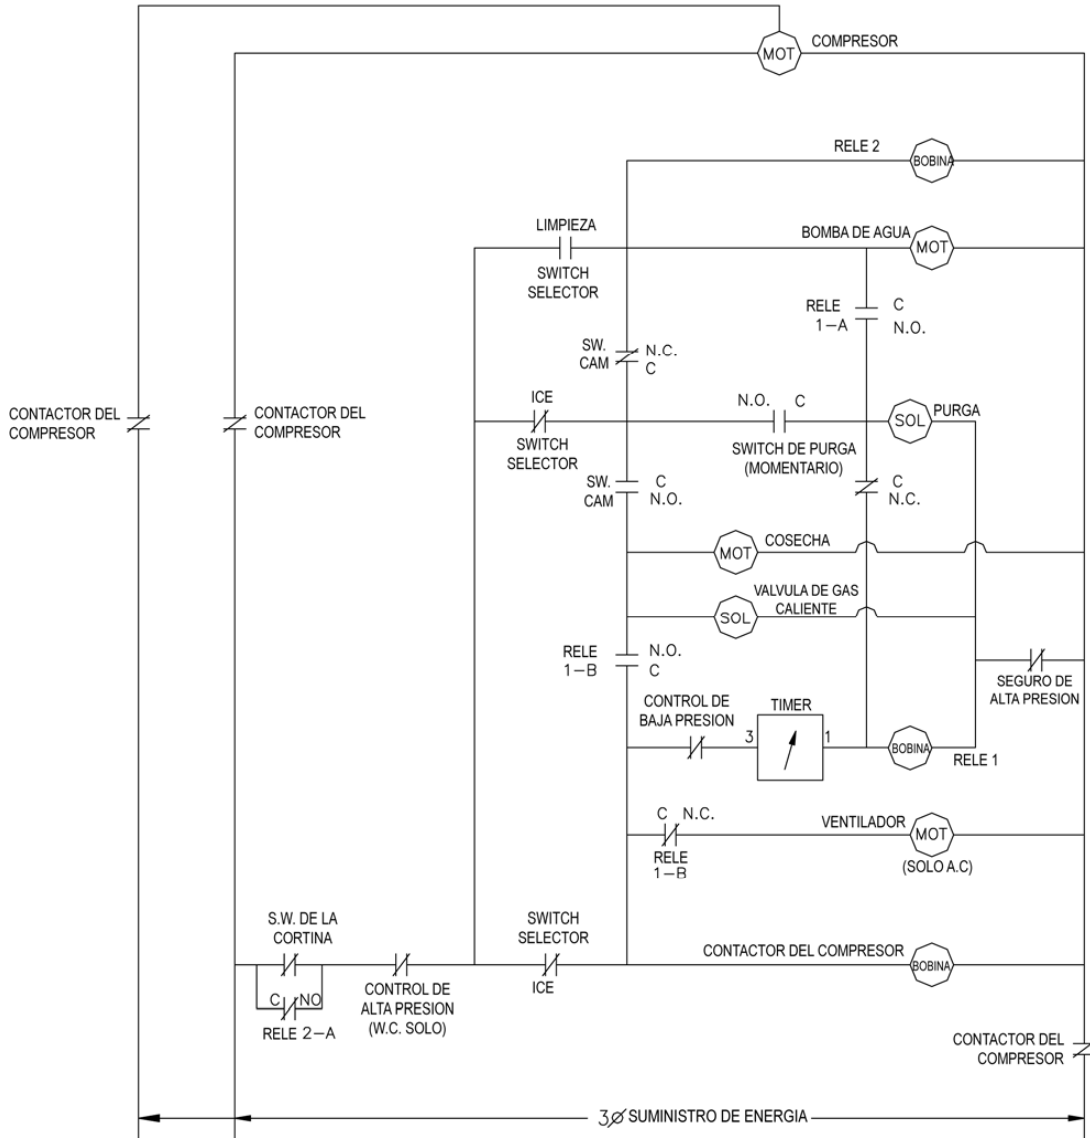 MOT
COMPRESOR
RELE 2
BOBINA
LIMPIEZA
SWITCH
SELECTOR
BOMBA DE AGUA
MOT
RELE
1-A
C
N.O.
SW.
CAM
N.C.
C
CONTACTOR DEL
COMPRESOR
CONTACTOR DEL
COMPRESOR
ICE
SWITCH
SELECTOR
N.O.
C
SWITCH DE PURGA
(MOMENTARIO)
SOL
PURGA
SW.
CAM
C
N.O.
C
N.C.
MOT
COSECHA
VALVULA DE GAS
CALIENTE
SOL
RELE
1-B
N.O.
C
SEGURO DE
ALTA PRESION
CONTROL DE
BAJA PRESION
TIMER
3
1
BOBINA
RELE 1
C
N.C.
RELE
1-B
VENTILADOR
MOT
(SOLO A.C)
S.W. DE LA
CORTINA
C
NO
RELE 2-A
CONTROL DE
ALTA PRESION
(W.C. SOLO)
SWITCH
SELECTOR
ICE
CONTACTOR DEL COMPRESOR
BOBINA
CONTACTOR DEL
COMPRESOR
3Ø SUMINISTRO DE ENERGIA